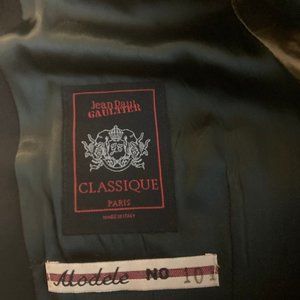 Jean Paul
GAULTIER
CLASSIQUE
PARIS
MADE IN ITALY
Modele NO 10